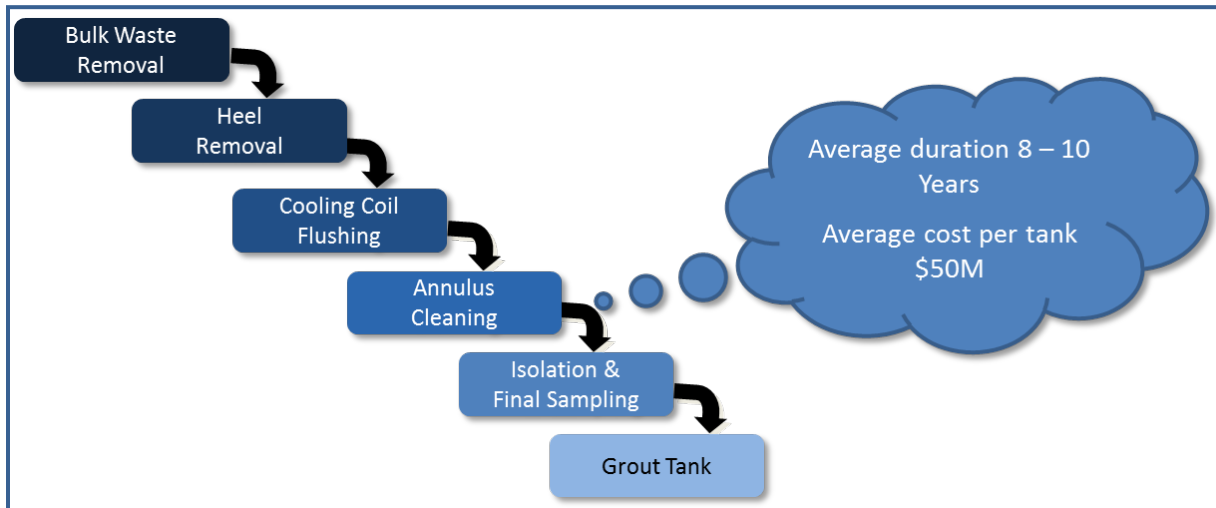 Bulk Waste
Removal
Heel
Removal
Cooling Coil
Flushing
Annulus
Cleaning
Isolation &
Final Sampling
Grout Tank
Average duration 8 – 10
Years
Average cost per tank
$50M